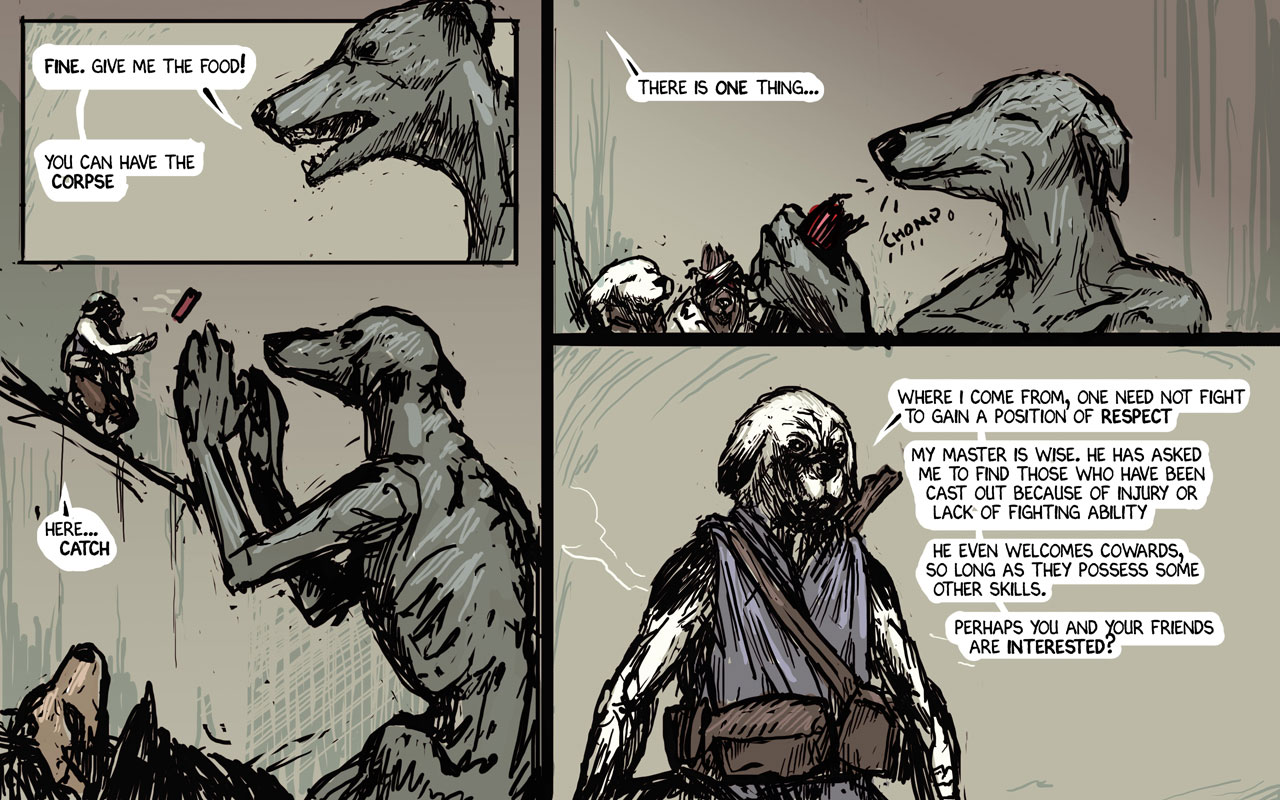 FINE. GIVE ME THE FOOD!
YOU CAN HAVE THE
CORPSE
HERE...
CATCH
THERE IS ONE THING...
CHOMP
WHERE I COME FROM, ONE NEED NOT FIGHT
TO GAIN A POSITION OF RESPECT
MY MASTER IS WISE. HE HAS ASKED
ME TO FIND THOSE WHO HAVE BEEN
CAST OUT BECAUSE OF INJURY OR
LACK OF FIGHTING ABILITY
HE EVEN WELCOMES COWARDS,
SO LONG AS THEY POSSESS SOME
OTHER SKILLS.
PERHAPS YOU AND YOUR FRIENDS
ARE INTERESTED?